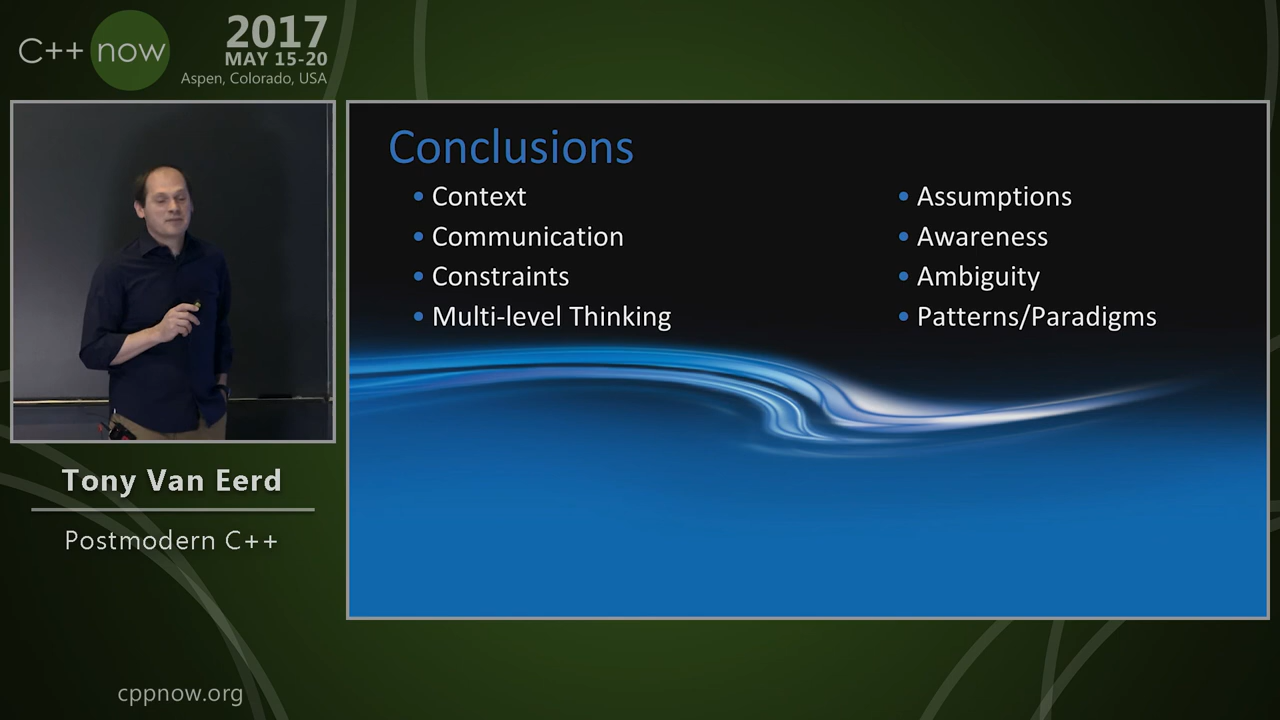 C++ now
2017
MAY 15-20
Aspen, Colorado, USA
Conclusions
• Context
• Communication
• Constraints
• Multi-level Thinking
• Assumptions
• Awareness
• Ambiguity
• Patterns/Paradigms
Tony Van Eerd
Postmodern C++
cppnow.org